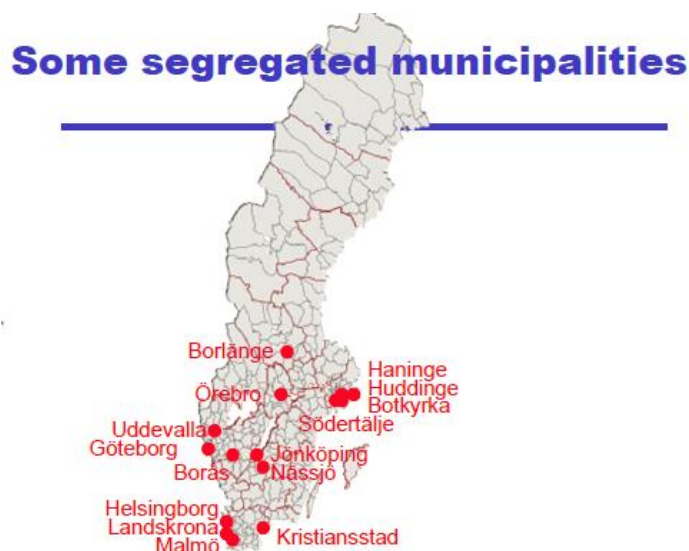 Some segregated municipalities
Borlänge
Haninge
Örebro
Huddinge
Botkyrka
Södertälje
Uddevalla
Göteborg
Jönköping
Borås
Nässjö
Helsingborg
Landskrona
Kristiansstad
Malmö